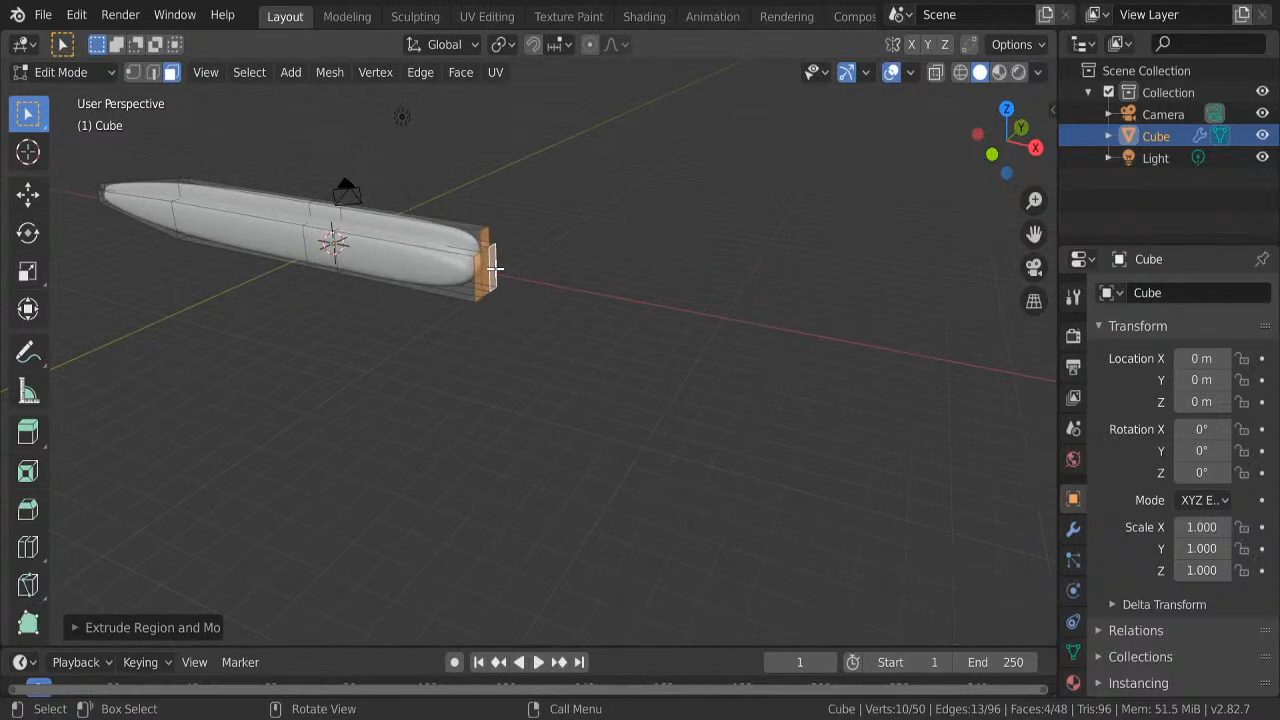 File Edit Render Window Help Layout Modeling Sculpting UV Editing Texture Paint Shading Animation Rendering Compos Scene View Layer
Global X Y Z Options
Edit Mode View Select Add Mesh Vertex Edge Face UV
User Perspective
(1) Cube
Z
Y
X
Scene Collection
Collection
Camera
Cube
Light
Cube
Cube
Transform
Location X 0 m
Y 0 m
Z 0 m
Rotation X 0°
Y 0°
Z 0°
Mode XYZ E..
Scale X 1.000
Y 1.000
Z 1.000
Delta Transform
Relations
Collections
Instancing
Extrude Region and Mo
Playback Keying View Marker 1 Start 1 End 250
Select Box Select Rotate View Call Menu Cube | Verts:10/50 | Edges:13/96 | Faces:4/48 | Tris:96 | Mem: 51.5 MiB | v2.82.7